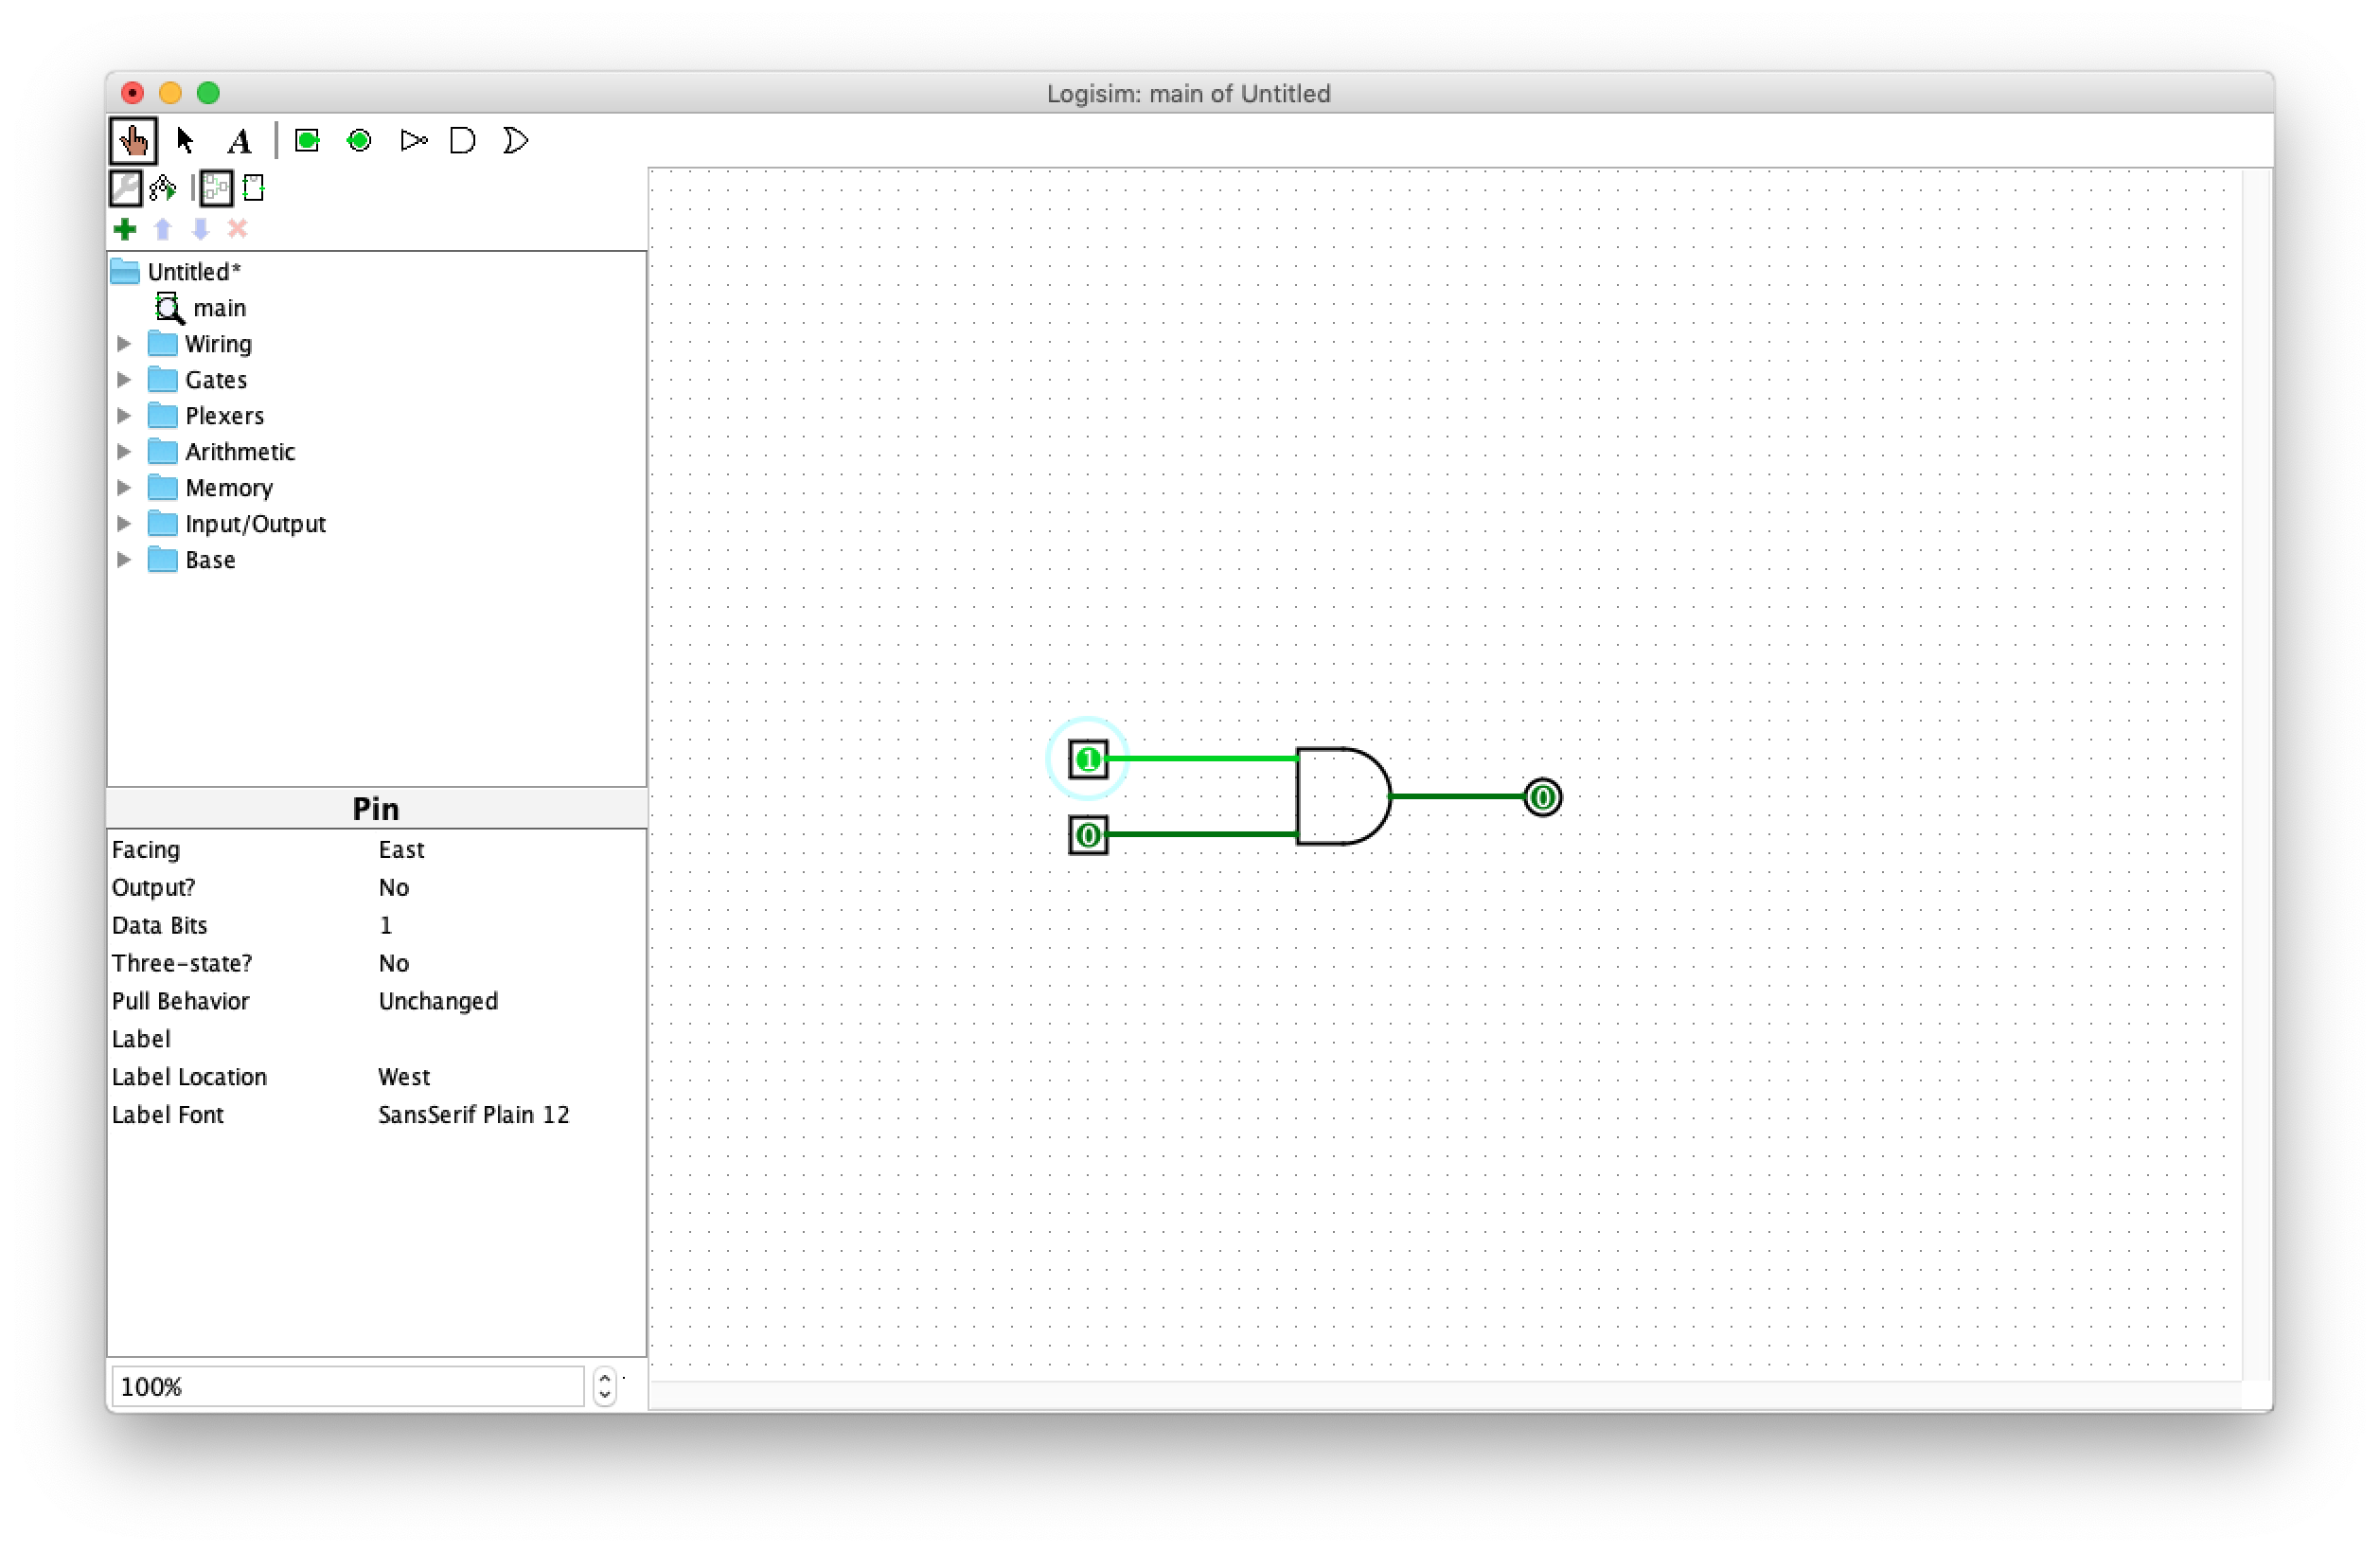 Logisim: main of Untitled
A
Untitled*
main
Wiring
Gates
Plexers
Arithmetic
Memory
Input/Output
Base
Pin
Facing East
Output? No
Data Bits 1
Three-state? No
Pull Behavior Unchanged
Label
Label Location West
Label Font SansSerif Plain 12
100%
1
0
0